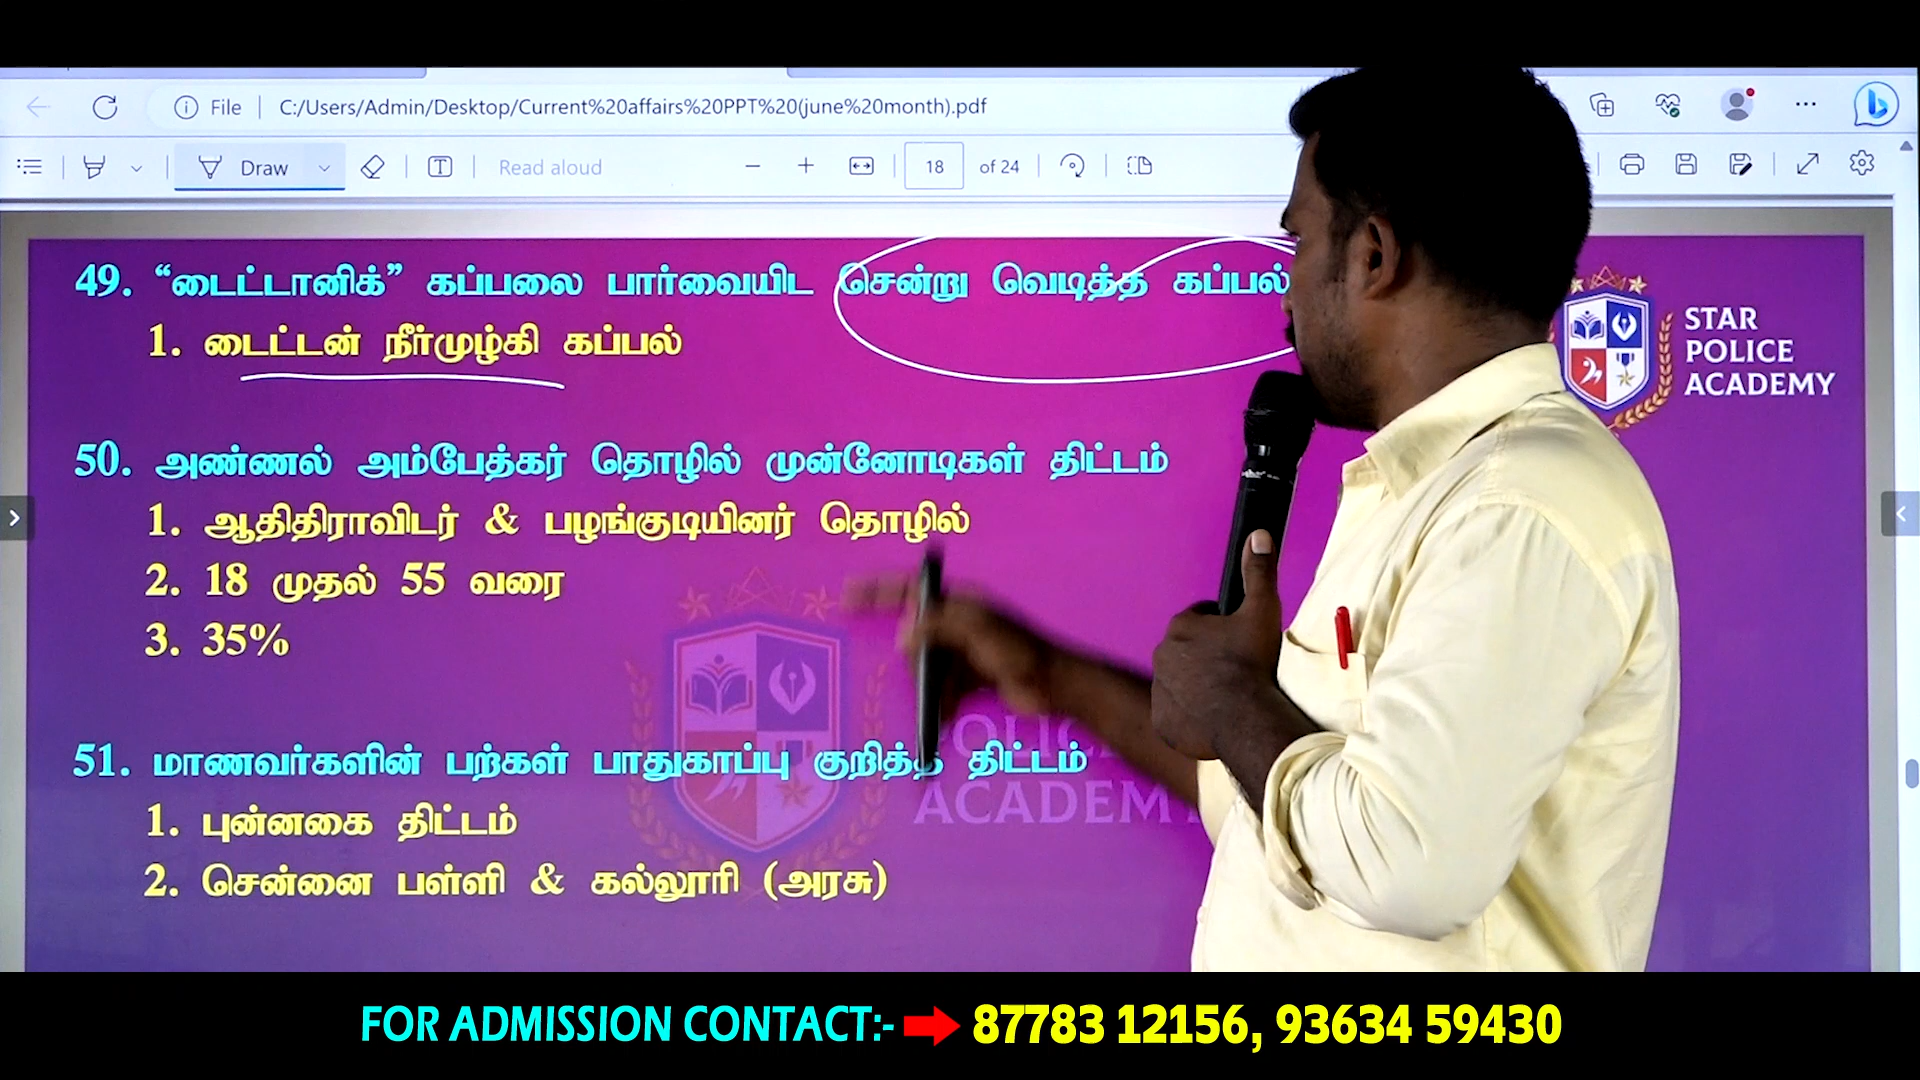 File
C:/Users/Admin/Desktop/Current%20affairs%20PPT%20(june%20month).pdf
Draw
Read aloud
18 of 24
49. “டைட்டானிக்” கப்பலை பார்வையிட சென்று வெடித்த கப்பல்
1. டைட்டன் நீர்முழ்கி கப்பல்
STAR
POLICE
ACADEMY
50. அண்ணல் அம்பேத்கர் தொழில் முன்னோடிகள் திட்டம்
1. ஆதிதிராவிடர் & பழங்குடியினர் தொழில்
2. 18 முதல் 55 வரை
3. 35%
51. மாணவர்களின் பற்கள் பாதுகாப்பு குறித்த திட்டம்
1. புன்னகை திட்டம்
2. சென்னை பள்ளி & கல்லூரி (அரசு)
FOR ADMISSION CONTACT:- 87783 12156, 93634 59430